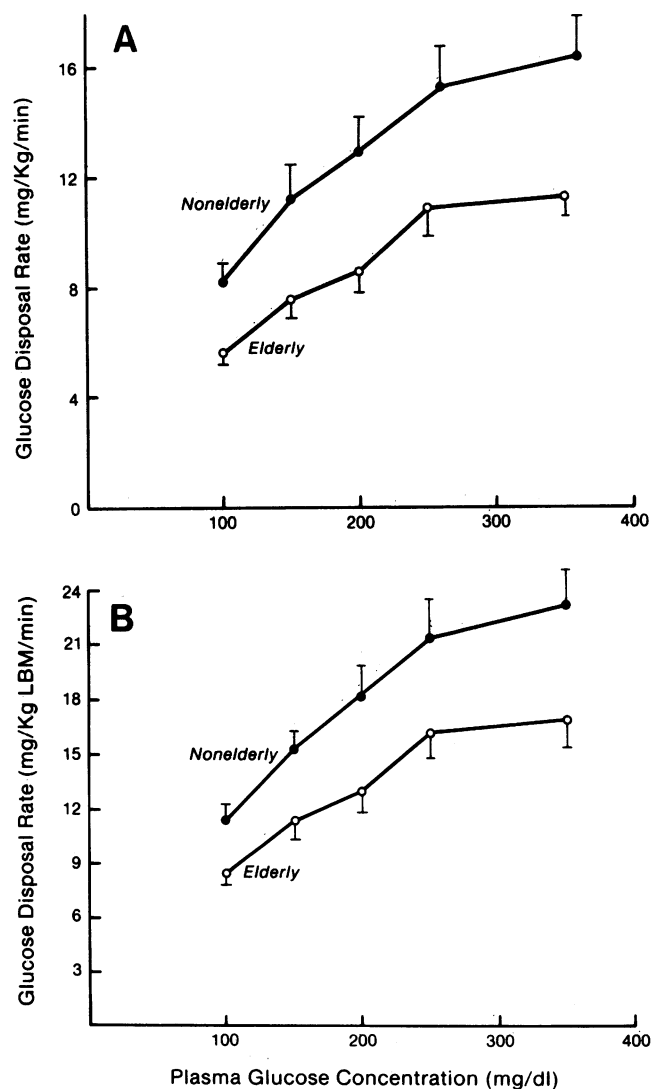 A
Glucose Disposal Rate (mg/Kg/min)
16
12
8
4
0
Nonelderly
Elderly
100 200 300 400
B
Glucose Disposal Rate (mg/Kg LBM/min)
24
21
18
15
12
9
6
3
Nonelderly
Elderly
100 200 300 400
Plasma Glucose Concentration (mg/dl)